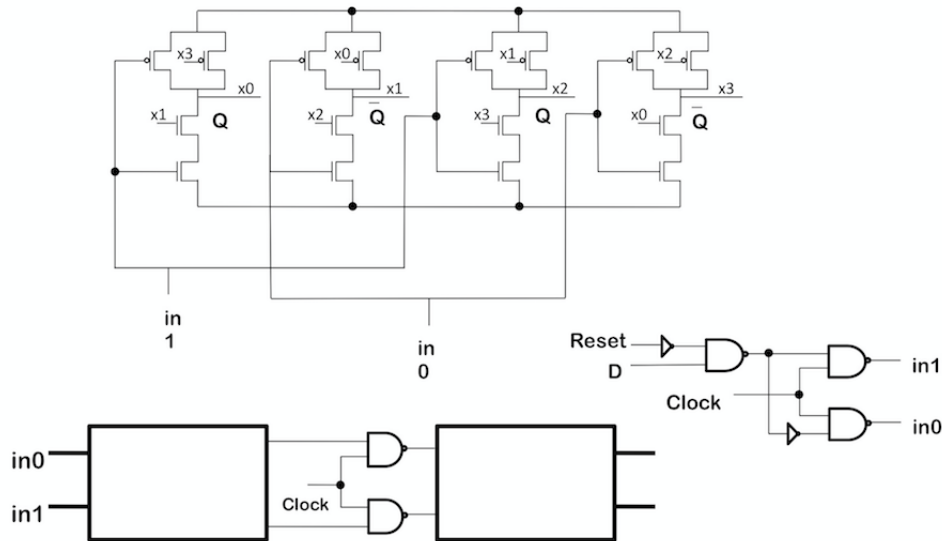 x3
x0
x1
x2
x0
x1
x2
x3
x1
Q
x2
Q̅
x3
Q
x0
Q̅
in
1
in
0
Reset
D
Clock
in1
in0
in0
in1
Clock